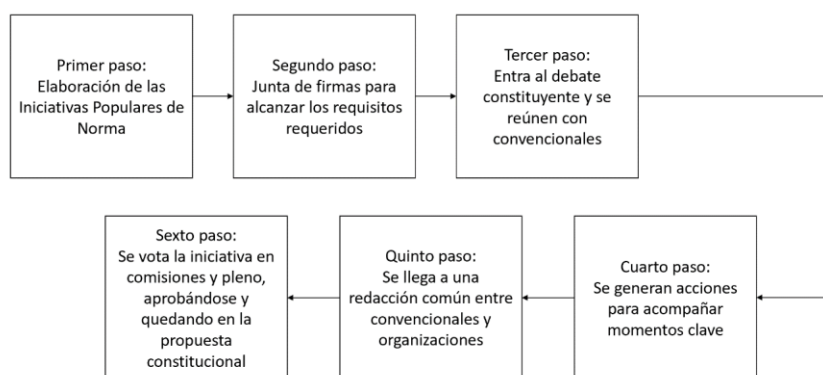 Primer paso:
Elaboración de las
Iniciativas Populares de
Norma
Segundo paso:
Junta de firmas para
alcanzar los requisitos
requeridos
Tercer paso:
Entra al debate
constituyente y se
reúnen con
convencionales
Cuarto paso:
Se generan acciones
para acompañar
momentos clave
Quinto paso:
Se llega a una
redacción común entre
convencionales y
organizaciones
Sexto paso:
Se vota la iniciativa en
comisiones y pleno,
aprobándose y
quedando en la
propuesta
constitucional